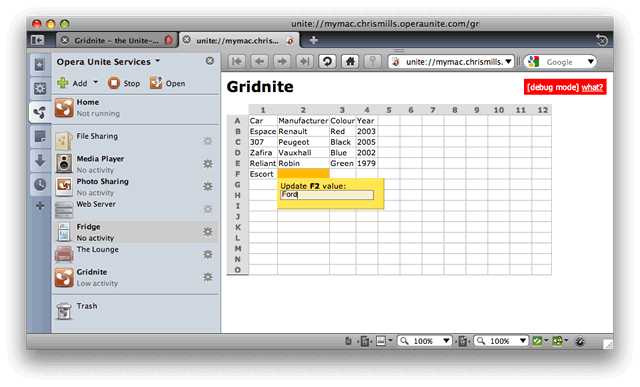 unite://mymac.chrismills.operaunite.com/gr
Gridnite – the Unite-...
unite://mymac.chrismills...
Opera Unite Services
Add Stop Open
Home
Not running
File Sharing
Media Player
No activity
Photo Sharing
No activity
Web Server
Fridge
No activity
The Lounge
Gridnite
Low activity
Trash
unite://mymac.chrismills. Google
Gridnite
[debug mode] what?
1 2 3 4 5 6 7 8 9 10 11 12
A Car Manufacturer Colour Year
B Espace Renault Red 2003
C 307 Peugeot Black 2005
D Zafira Vauxhall Blue 2002
E Reliant Robin Green 1979
F Escort
G
Update F2 value:
H
Ford
I
J
K
L
M
N
O
100% 100%